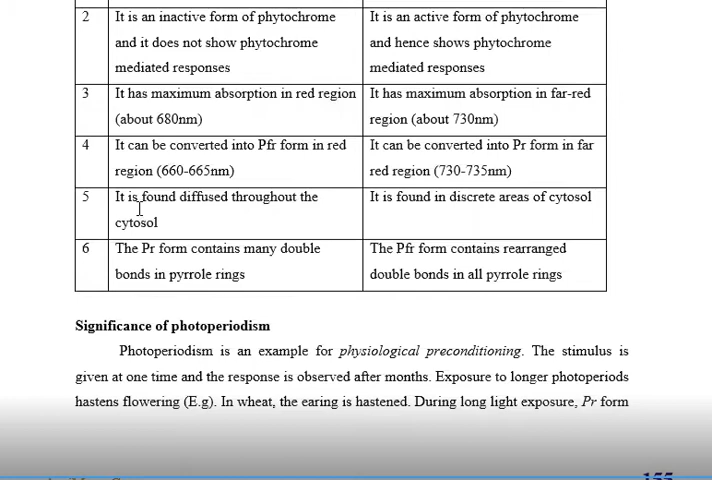 2 It is an inactive form of phytochrome It is an active form of phytochrome
and it does not show phytochrome and hence shows phytochrome
mediated responses mediated responses
3 It has maximum absorption in red region It has maximum absorption in far-red
(about 680nm) region (about 730nm)
4 It can be converted into Pfr form in red It can be converted into Pr form in far
region (660-665nm) red region (730-735nm)
5 It is found diffused throughout the It is found in discrete areas of cytosol
cytosol
6 The Pr form contains many double The Pfr form contains rearranged
bonds in pyrrole rings double bonds in all pyrrole rings
Significance of photoperiodism
Photoperiodism is an example for physiological preconditioning. The stimulus is
given at one time and the response is observed after months. Exposure to longer photoperiods
hastens flowering (E.g). In wheat, the earing is hastened. During long light exposure, Pr form
155